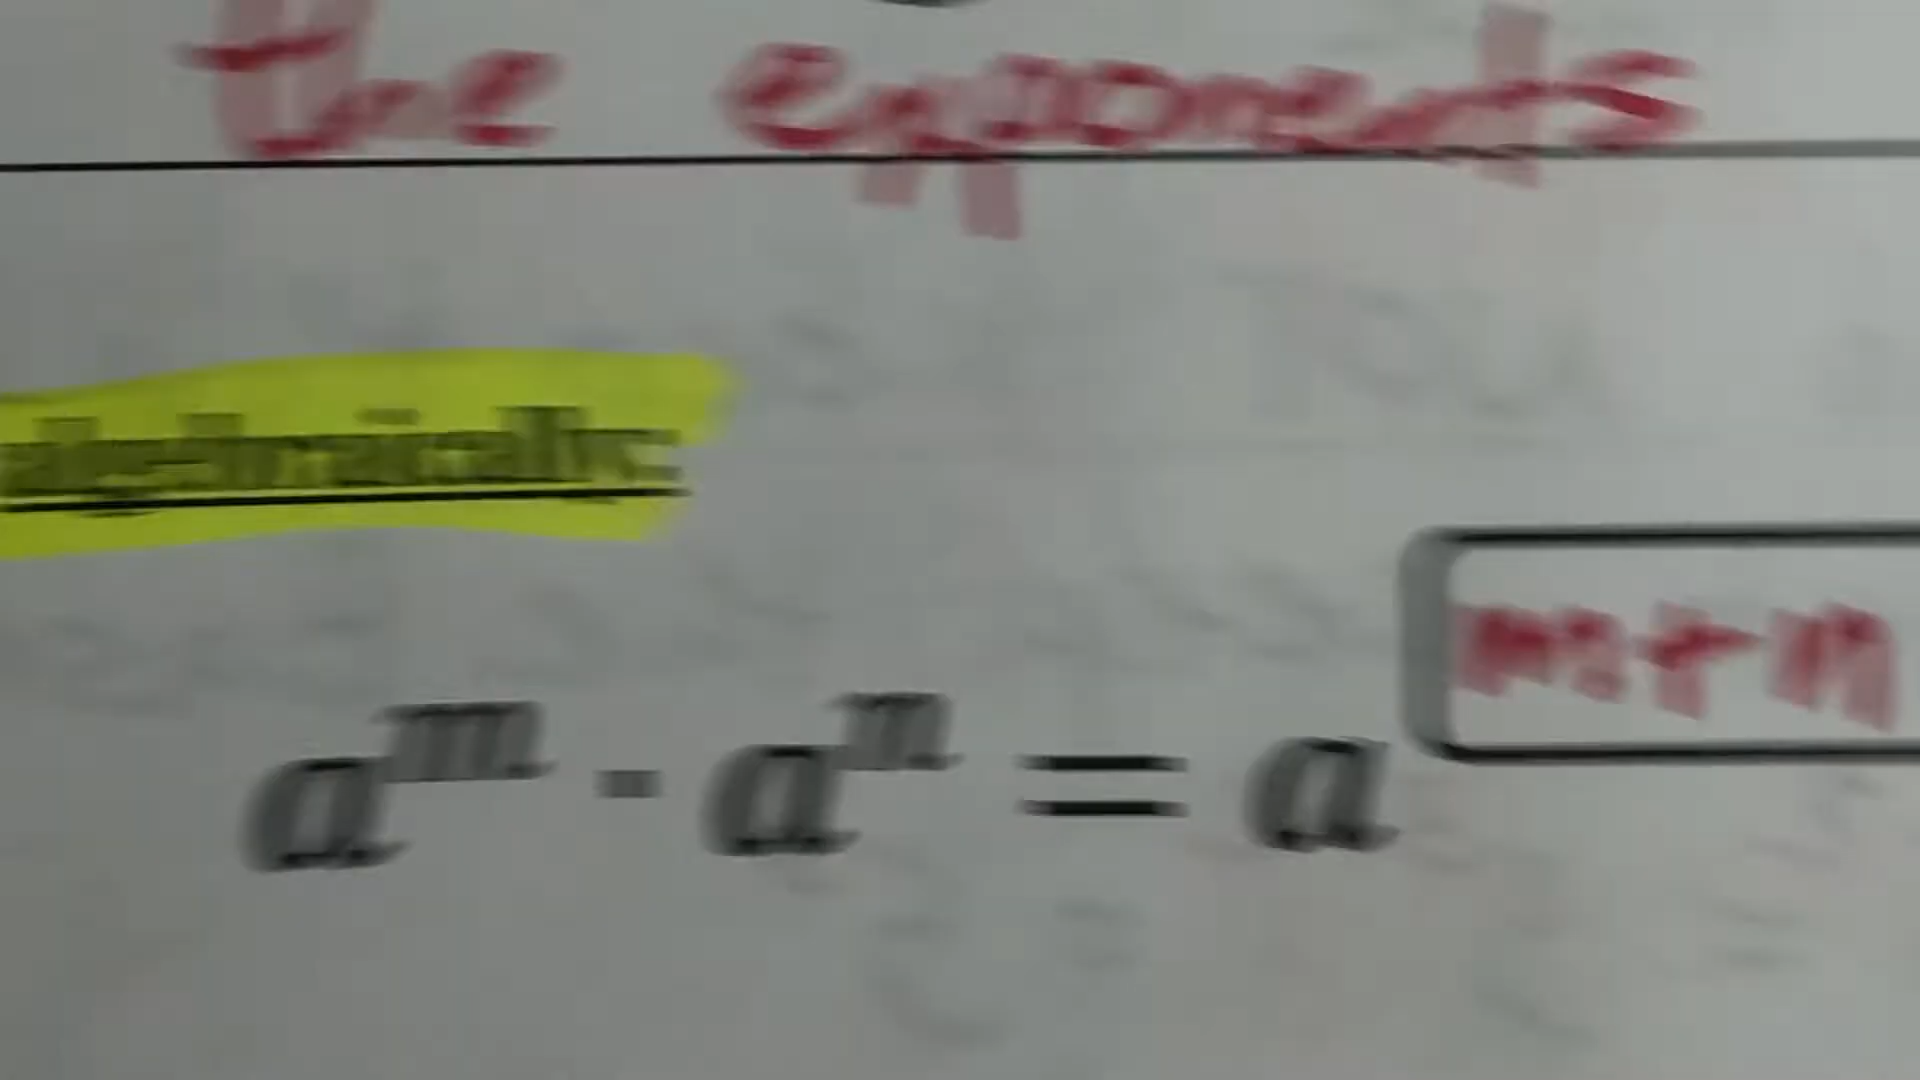 the exponents
algebraically:
a^m · a^n = a^[m+n]